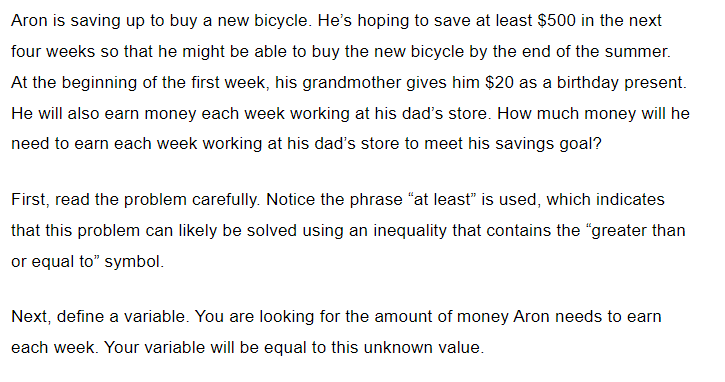 Aron is saving up to buy a new bicycle. He’s hoping to save at least $500 in the next
four weeks so that he might be able to buy the new bicycle by the end of the summer.
At the beginning of the first week, his grandmother gives him $20 as a birthday present.
He will also earn money each week working at his dad’s store. How much money will he
need to earn each week working at his dad’s store to meet his savings goal?
First, read the problem carefully. Notice the phrase “at least” is used, which indicates
that this problem can likely be solved using an inequality that contains the “greater than
or equal to” symbol.
Next, define a variable. You are looking for the amount of money Aron needs to earn
each week. Your variable will be equal to this unknown value.